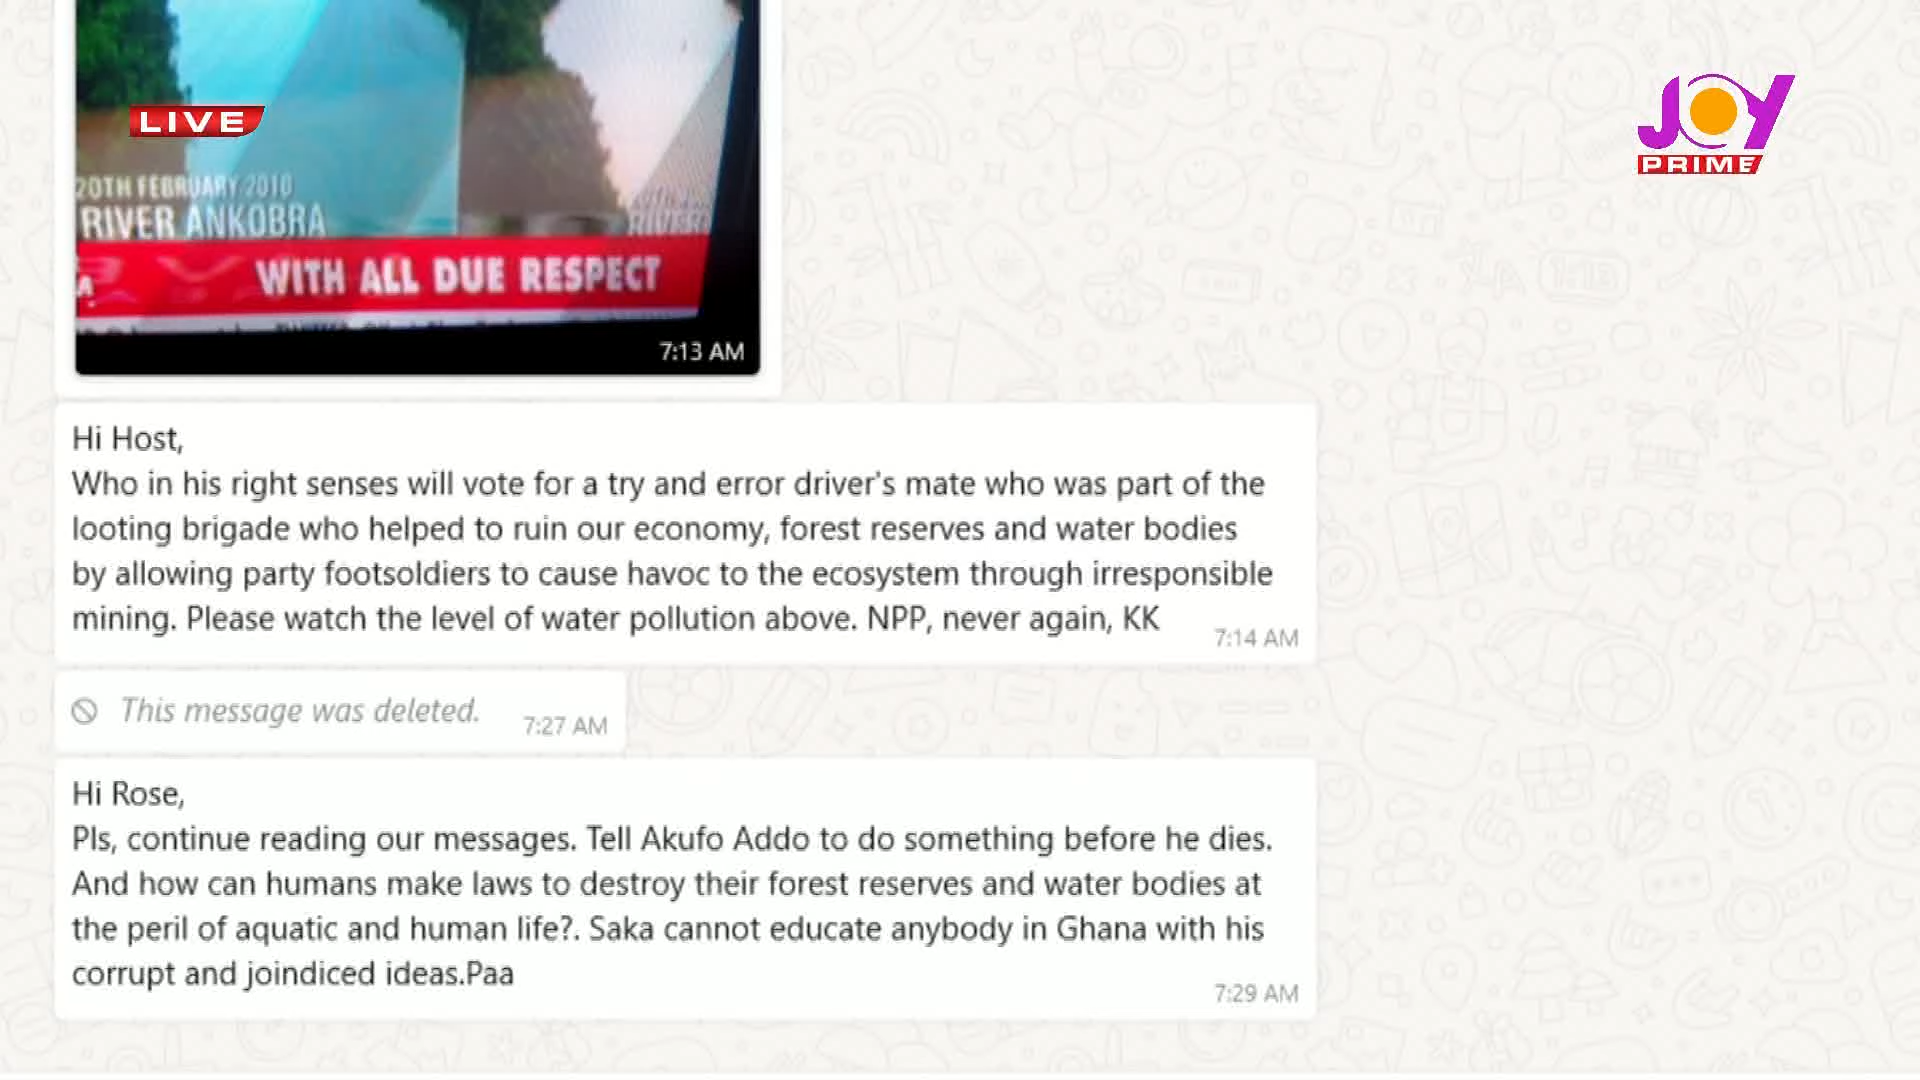 LIVE
JOY
PRIME
20TH FEBRUARY 2010
RIVER ANKOBRA
WITH ALL DUE RESPECT
7:13 AM
Hi Host,
Who in his right senses will vote for a try and error driver's mate who was part of the
looting brigade who helped to ruin our economy, forest reserves and water bodies
by allowing party footsoldiers to cause havoc to the ecosystem through irresponsible
mining. Please watch the level of water pollution above. NPP, never again, KK
7:14 AM
This message was deleted.
7:27 AM
Hi Rose,
Pls, continue reading our messages. Tell Akufo Addo to do something before he dies.
And how can humans make laws to destroy their forest reserves and water bodies at
the peril of aquatic and human life?. Saka cannot educate anybody in Ghana with his
corrupt and joindiced ideas.Paa
7:29 AM